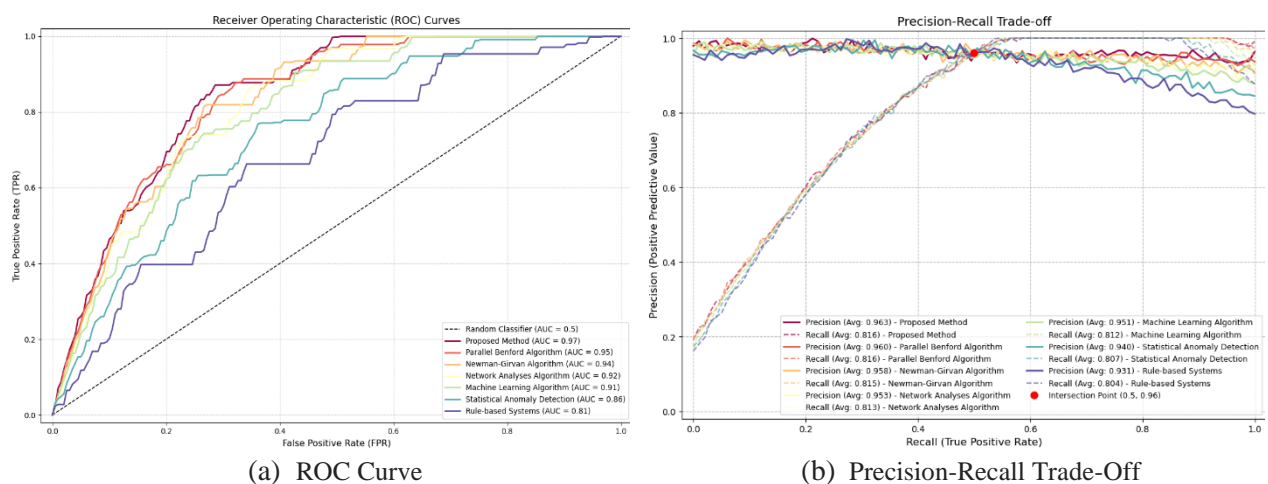 Receiver Operating Characteristic (ROC) Curves
True Positive Rate (TPR)
1.0
0.8
0.6
0.4
0.2
0.0
Random Classifier (AUC = 0.5)
Proposed Method (AUC = 0.97)
Parallel Benford Algorithm (AUC = 0.95)
Newman-Girvan Algorithm (AUC = 0.94)
Network Analyses Algorithm (AUC = 0.92)
Machine Learning Algorithm (AUC = 0.91)
Statistical Anomaly Detection (AUC = 0.86)
Rule-based Systems (AUC = 0.81)
0.0 0.2 0.4 0.6 0.8 1.0
False Positive Rate (FPR)
(a) ROC Curve
Precision-Recall Trade-off
Precision (Positive Predictive Value)
1.0
0.8
0.6
0.4
0.2
0.0
Precision (Avg: 0.963) - Proposed Method
Recall (Avg: 0.816) - Proposed Method
Precision (Avg: 0.960) - Parallel Benford Algorithm
Recall (Avg: 0.816) - Parallel Benford Algorithm
Precision (Avg: 0.958) - Newman-Girvan Algorithm
Recall (Avg: 0.815) - Newman-Girvan Algorithm
Precision (Avg: 0.953) - Network Analyses Algorithm
Recall (Avg: 0.813) - Network Analyses Algorithm
Precision (Avg: 0.951) - Machine Learning Algorithm
Recall (Avg: 0.812) - Machine Learning Algorithm
Precision (Avg: 0.940) - Statistical Anomaly Detection
Recall (Avg: 0.807) - Statistical Anomaly Detection
Precision (Avg: 0.931) - Rule-based Systems
Recall (Avg: 0.804) - Rule-based Systems
Intersection Point (0.5, 0.96)
0.0 0.2 0.4 0.6 0.8 1.0
Recall (True Positive Rate)
(b) Precision-Recall Trade-Off